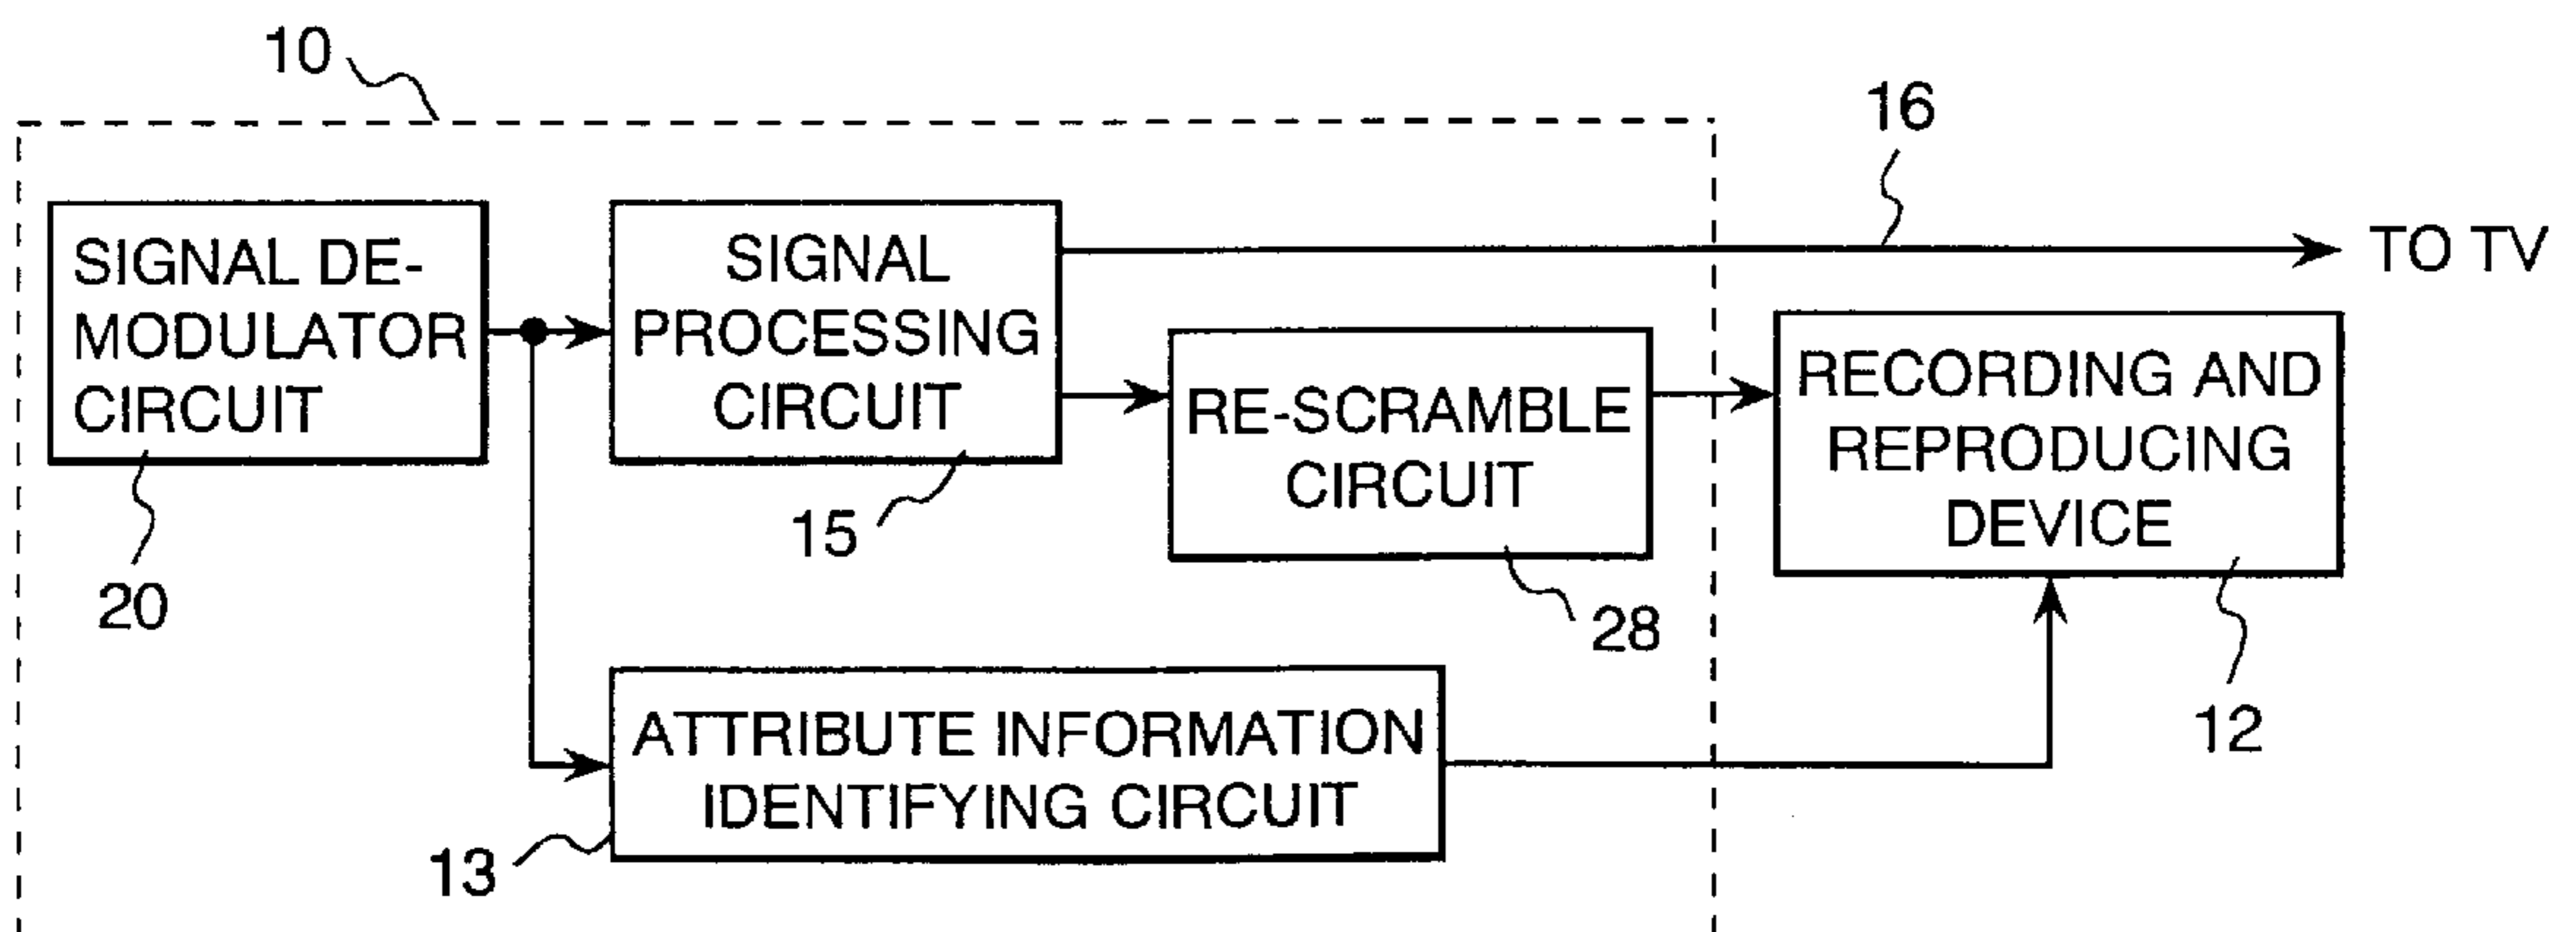 10
16
SIGNAL DE-
MODULATOR
CIRCUIT
20
SIGNAL
PROCESSING
CIRCUIT
15
TO TV
RE-SCRAMBLE
CIRCUIT
28
RECORDING AND
REPRODUCING
DEVICE
12
ATTRIBUTE INFORMATION
IDENTIFYING CIRCUIT
13